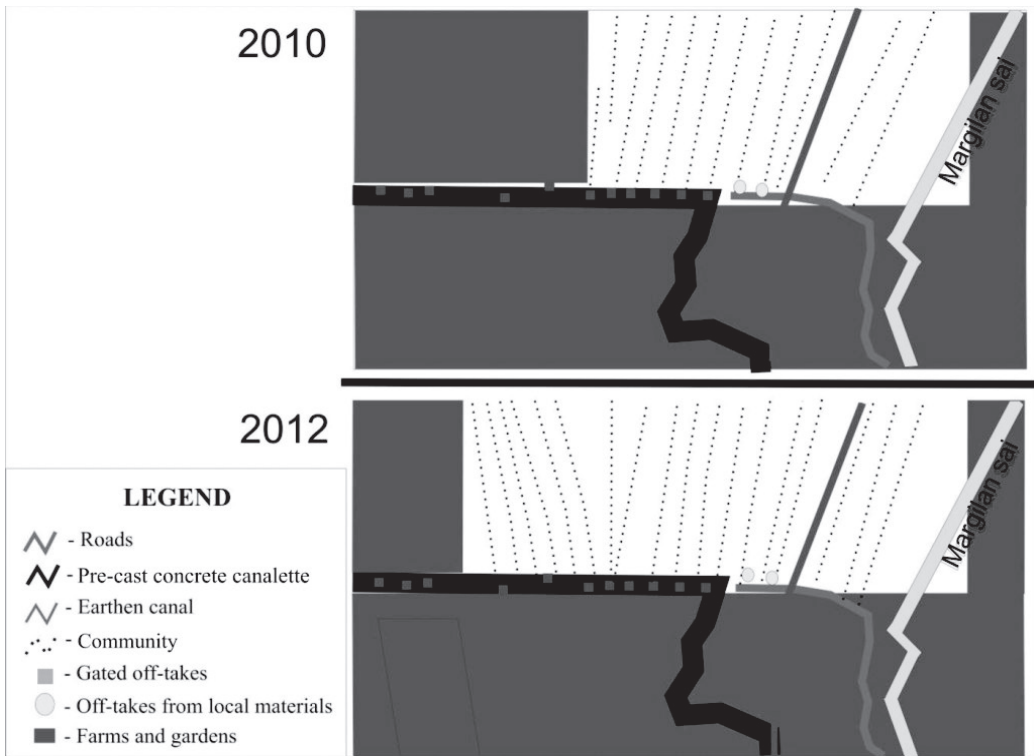 2010
Margilan sai
2012
Margilan sai
LEGEND
- Roads
- Pre-cast concrete canalette
- Earthen canal
- Community
- Gated off-takes
- Off-takes from local materials
- Farms and gardens